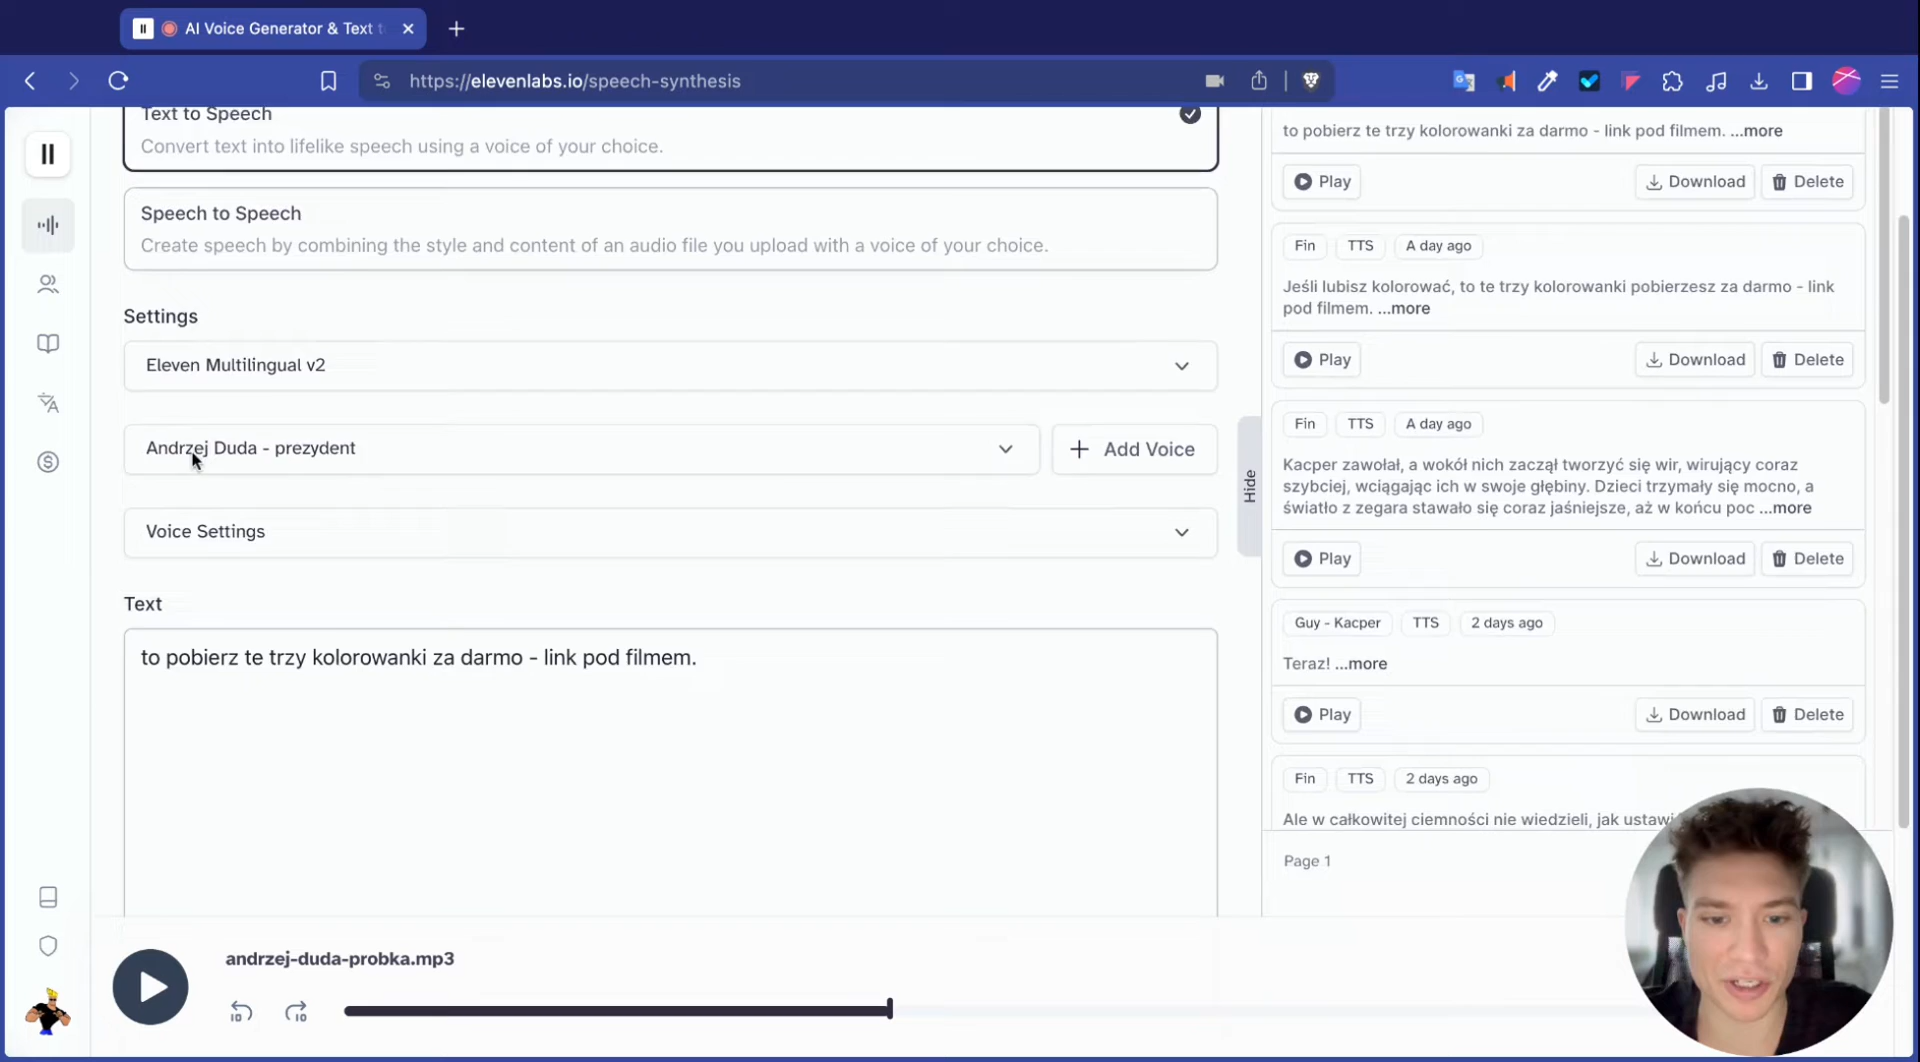 AI Voice Generator & Text t
https://elevenlabs.io/speech-synthesis
Text to Speech
Convert text into lifelike speech using a voice of your choice.
Speech to Speech
Create speech by combining the style and content of an audio file you upload with a voice of your choice.
Settings
Eleven Multilingual v2
Andrzej Duda - prezydent
Add Voice
Voice Settings
Text
to pobierz te trzy kolorowanki za darmo - link pod filmem.
Hide
to pobierz te trzy kolorowanki za darmo - link pod filmem. ...more
Play Download Delete
Fin TTS A day ago
Jeśli lubisz kolorować, to te trzy kolorowanki pobierzesz za darmo - link
pod filmem. ...more
Play Download Delete
Fin TTS A day ago
Kacper zawołał, a wokół nich zaczął tworzyć się wir, wirujący coraz
szybciej, wciągając ich w swoje głębiny. Dzieci trzymały się mocno, a
światło z zegara stawało się coraz jaśniejsze, aż w końcu poc ...more
Play Download Delete
Guy - Kacper TTS 2 days ago
Teraz! ...more
Play Download Delete
Fin TTS 2 days ago
Ale w całkowitej ciemności nie wiedzieli, jak ustawi
Page 1
andrzej-duda-probka.mp3
10 10